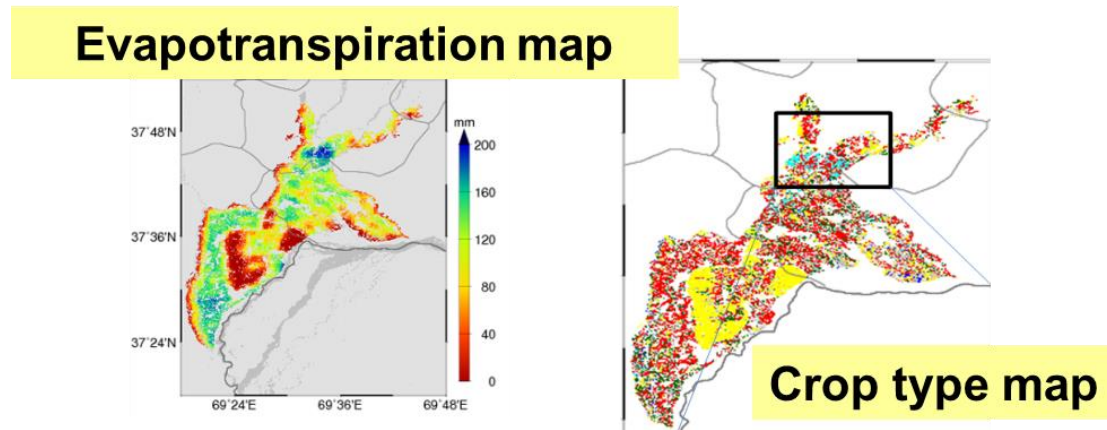 Evapotranspiration map
mm
37°48'N
200
160
37°36'N
120
80
37°24'N
40
0
69°24'E 69°36'E 69°48'E
Crop type map